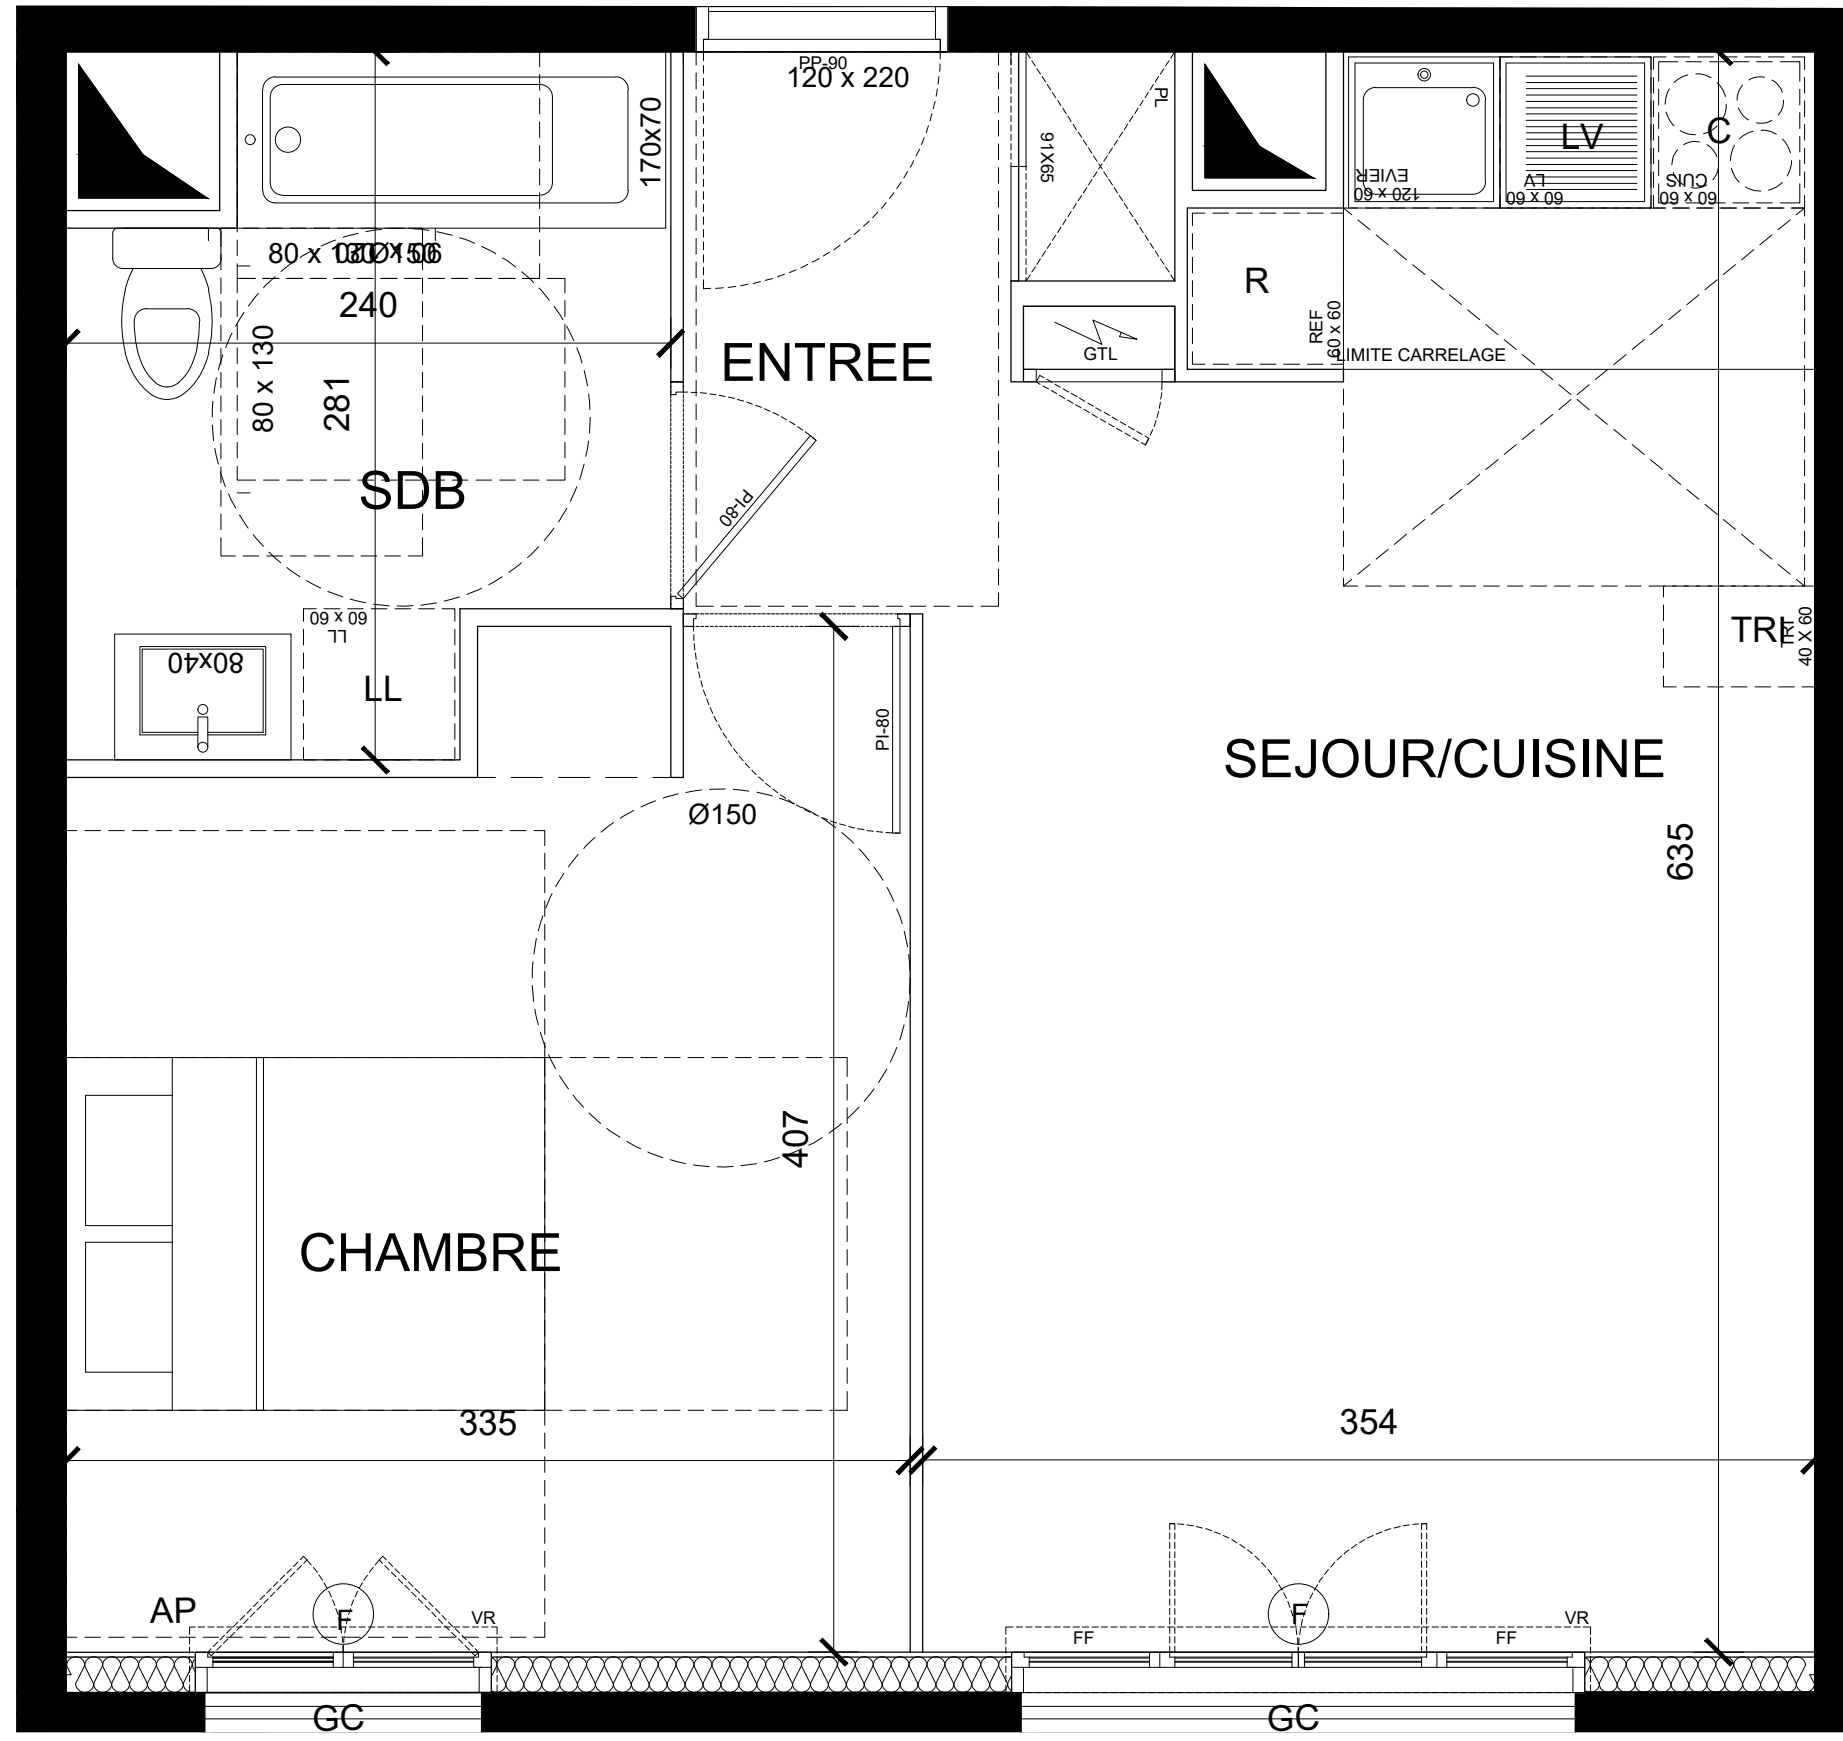 PP-90
120 x 220
170x70
PL
91X65
LV
C
EVIER
120 x 60
LV
60 x 60
CUIS
60 x 60
80 x 130
Ø150
240
R
REF
60 x 60
GTL
LIMITE CARRELAGE
ENTREE
80 x 130
281
SDB
PI-80
LL
60 x 60
TRI
TRI
40 X 60
80x40
LL
PI-80
SEJOUR/CUISINE
Ø150
635
407
CHAMBRE
335
354
AP
F
VR
FF
F
FF
VR
GC
GC